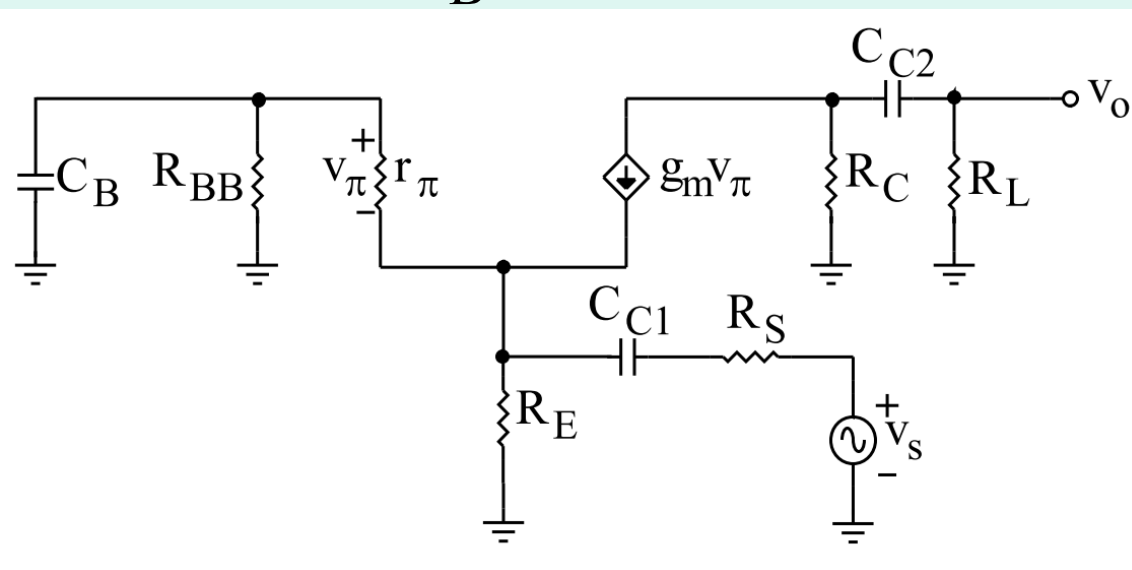 C_C2
v_o
+
C_B R_BB v_π r_π g_m v_π R_C R_L
−
C_C1 R_S
R_E + v_s
−